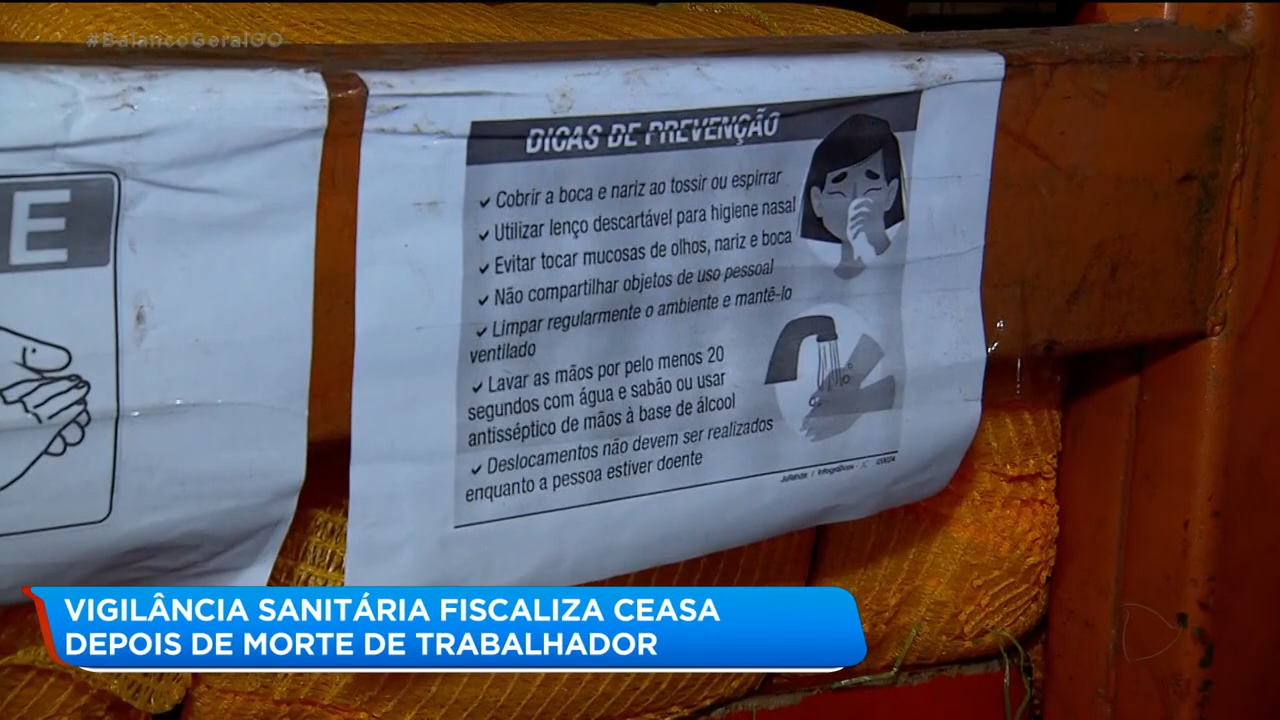 #BalançoGeralGO
E
DICAS DE PREVENÇÃO
✓ Cobrir a boca e nariz ao tossir ou espirrar
✓ Utilizar lenço descartável para higiene nasal
✓ Evitar tocar mucosas de olhos, nariz e boca
✓ Não compartilhar objetos de uso pessoal
✓ Limpar regularmente o ambiente e mantê-lo
ventilado
✓ Lavar as mãos por pelo menos 20
segundos com água e sabão ou usar
antisséptico de mãos à base de álcool
✓ Deslocamentos não devem ser realizados
enquanto a pessoa estiver doente
VIGILÂNCIA SANITÁRIA FISCALIZA CEASA
DEPOIS DE MORTE DE TRABALHADOR